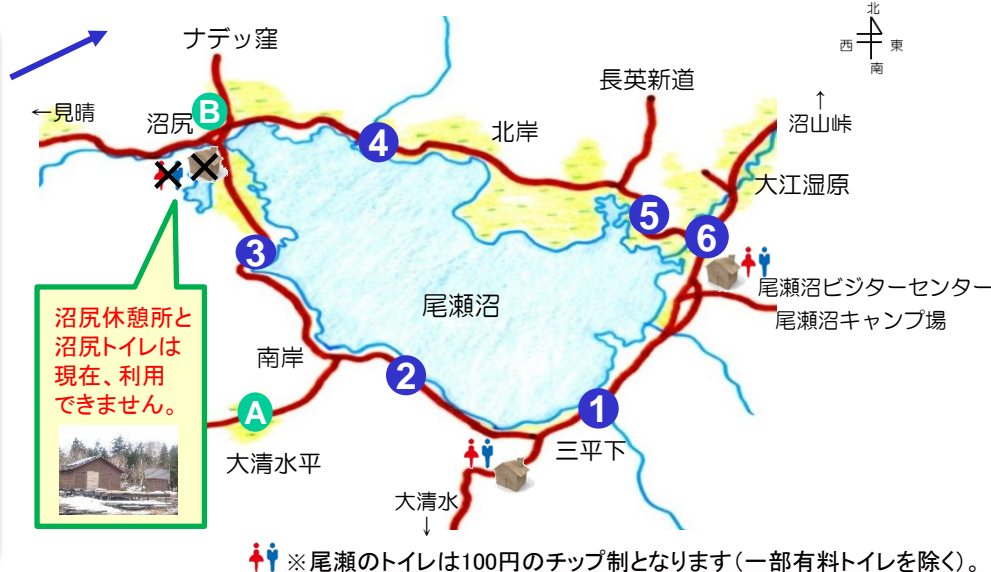 ナデッ窪
北
西 東
南
←見晴
沼尻
B
長英新道
↑
沼山峠
4
北岸
大江湿原
5
6
3
尾瀬沼ビジターセンター
尾瀬沼キャンプ場
尾瀬沼
沼尻休憩所と
沼尻トイレは
現在、利用
できません。
南岸
2
A
1
大清水平
三平下
大清水
↓
※尾瀬のトイレは100円のチップ制となります(一部有料トイレを除く)。